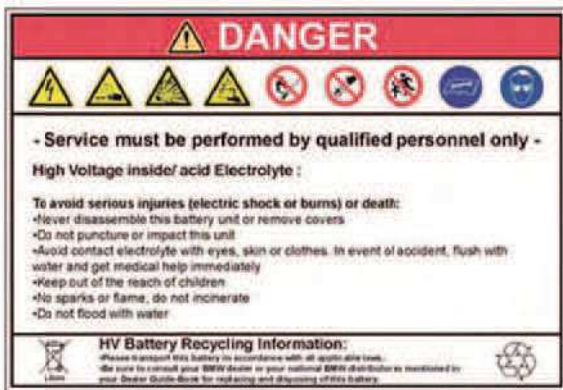 DANGER
- Service must be performed by qualified personnel only -
High Voltage inside/ acid Electrolyte :
To avoid serious injuries (electric shock or burns) or death:
•Never disassemble this battery unit or remove covers
•Do not puncture or impact this unit
•Avoid contact electrolyte with eyes, skin or clothes. In event of accident, flush with
water and get medical help immediately
•Keep out of the reach of children
•No sparks or flame, do not incinerate
•Do not flood with water
HV Battery Recycling Information:
•Please transport this battery in accordance with all applicable laws.
•Be sure to consult your BMW dealer or your national BMW distributor as mentioned in
your Dealer Guide-Book for replacing and disposing of this battery.